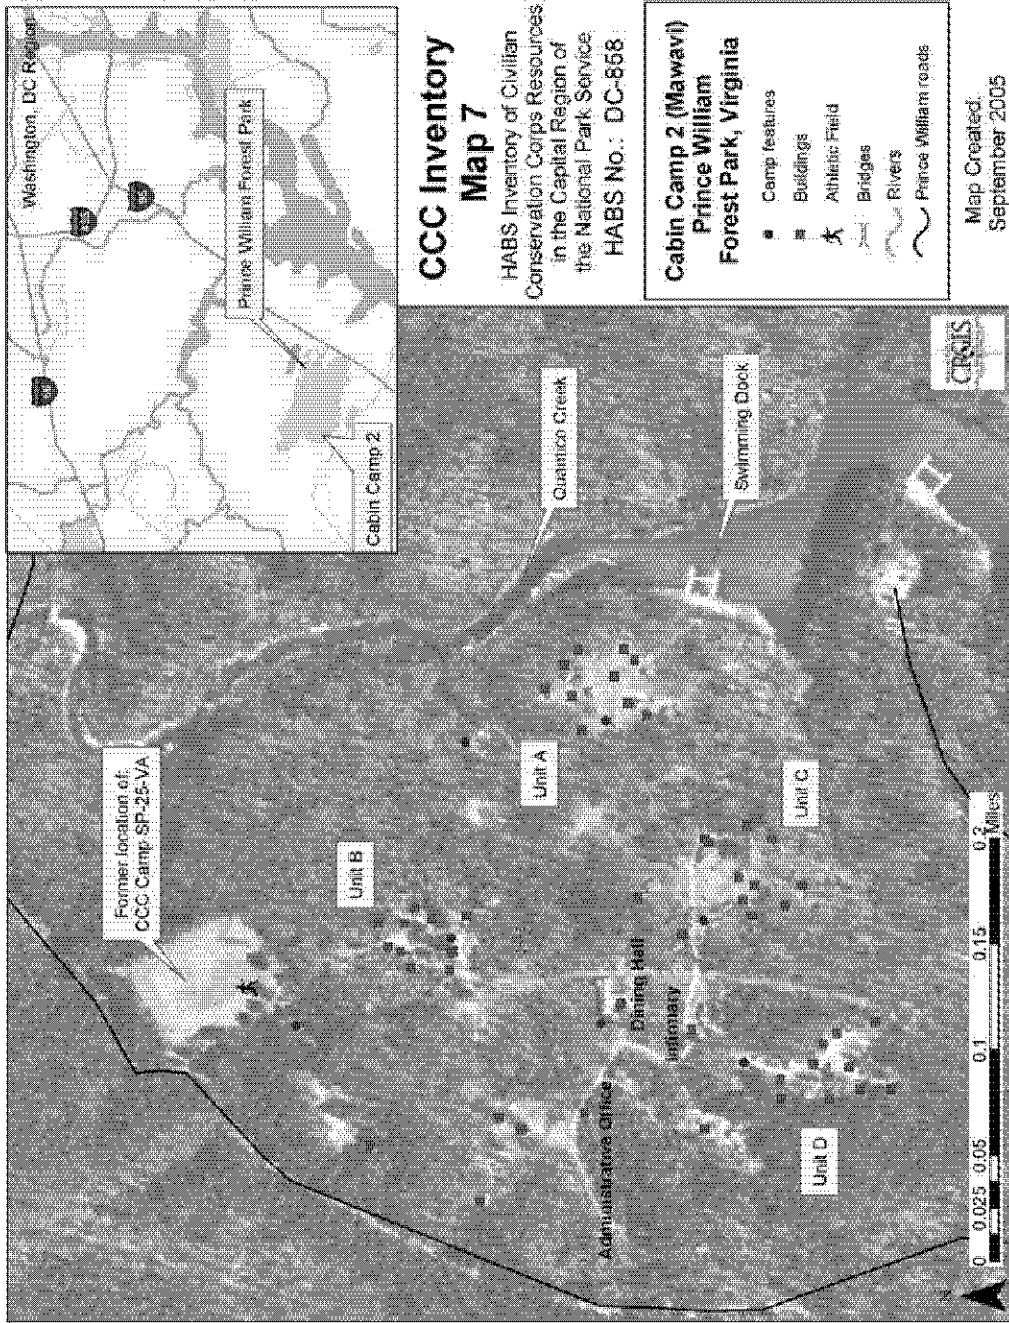 Washington, DC Region
Prince William Forest Park
Cabin Camp 2
CCC Inventory
Map 7
HABS Inventory of Civilian
Conservation Corps Resources
in the Capital Region of
the National Park Service
HABS No.: DC-858
Cabin Camp 2 (Mawavi)
Prince William
Forest Park, Virginia
Camp features
Buildings
Athletic Field
Bridges
Rivers
Prince William roads
Map Created:
September 2005
Former location of:
CCC Camp SP-25-VA
Unit B
Unit A
Quantico Creek
Swimming Dock
Dining Hall
Infirmary
Administrative Office
Unit C
Unit D
0 0.025 0.05 0.1 0.15 0.2
Miles
CRGIS